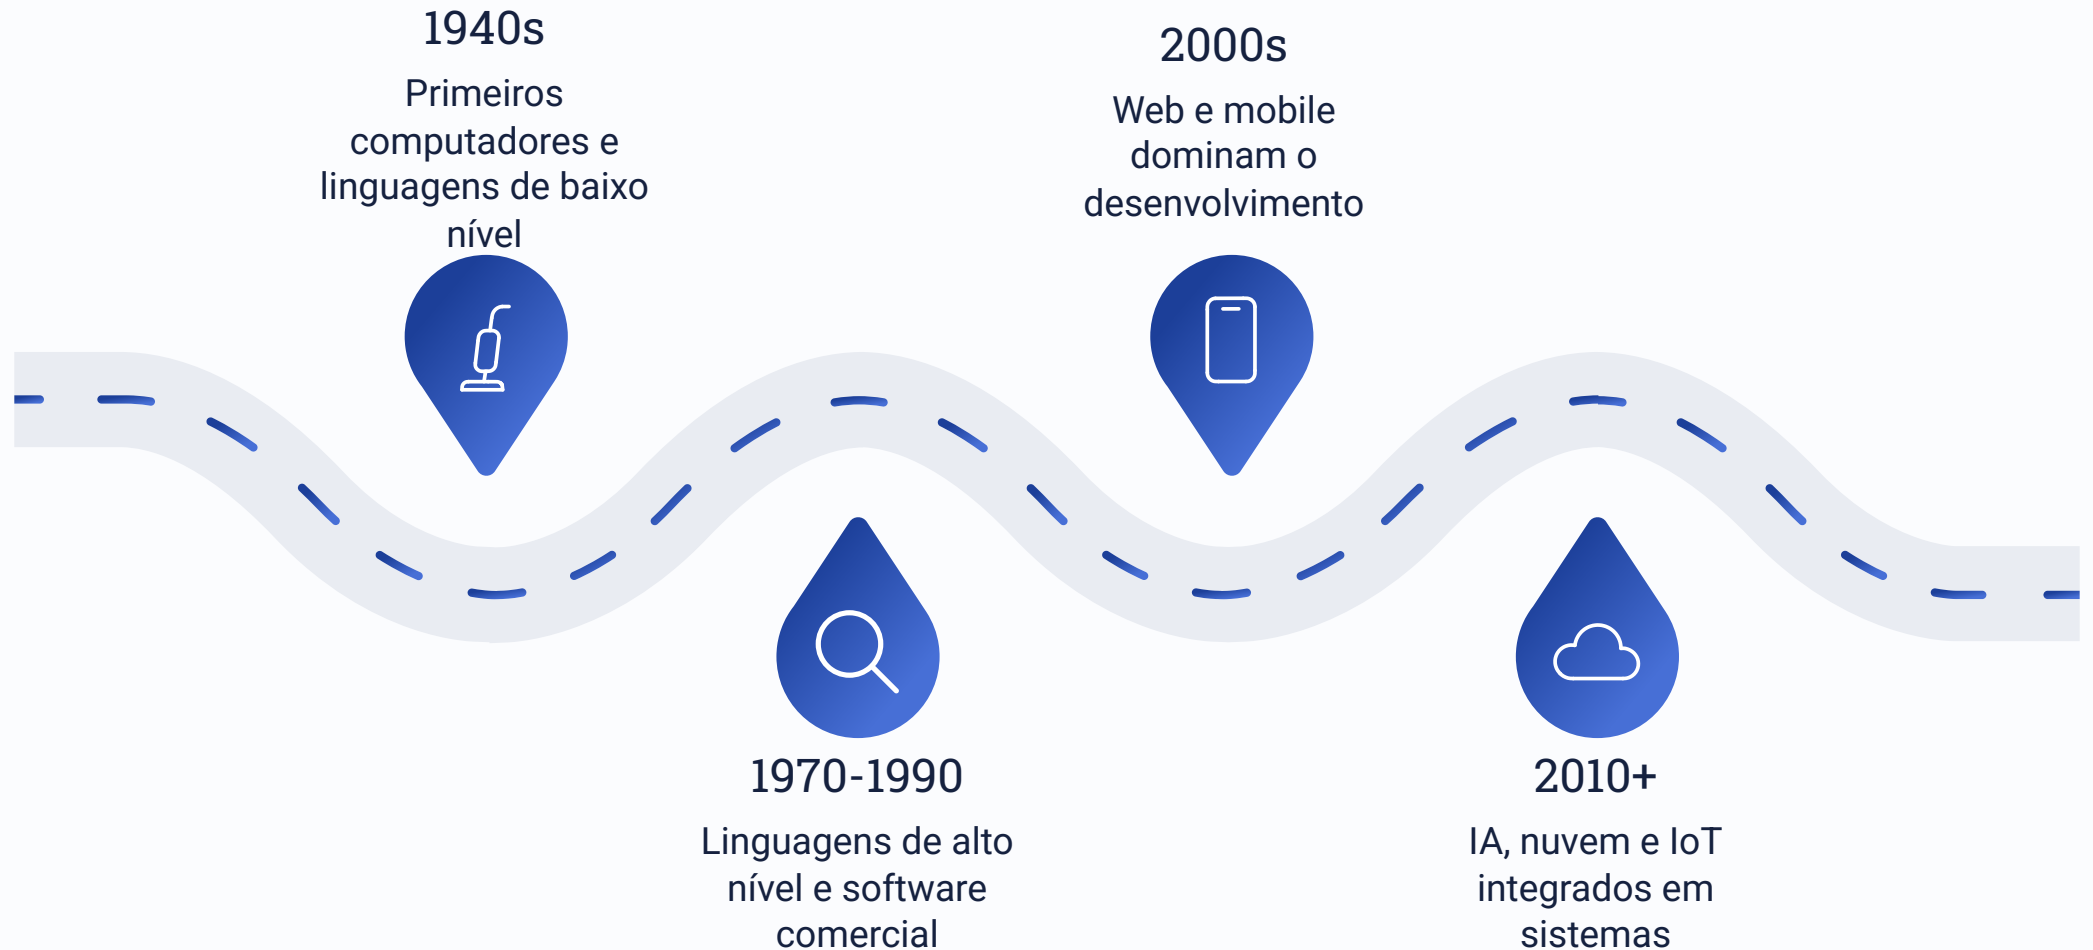 1940s
Primeiros
computadores e
linguagens de baixo
nível
2000s
Web e mobile
dominam o
desenvolvimento
1970-1990
Linguagens de alto
nível e software
comercial
2010+
IA, nuvem e IoT
integrados em
sistemas